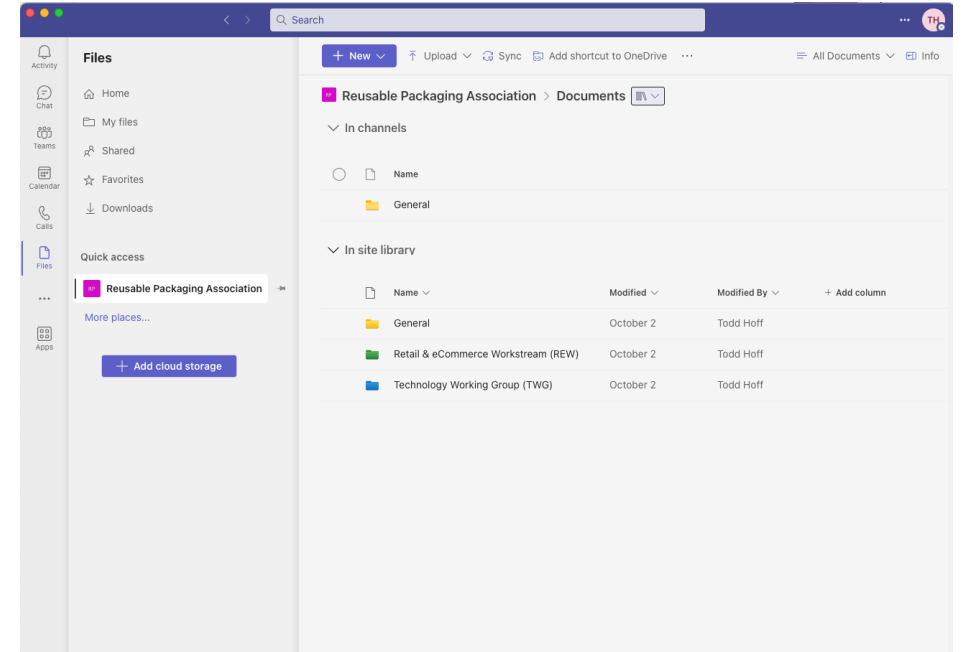 Search
TH
Activity
Chat
Teams
Calendar
Calls
Files
Apps
Files
Home
My files
Shared
Favorites
Downloads
Quick access
RP Reusable Packaging Association
More places...
Add cloud storage
New Upload Sync Add shortcut to OneDrive ... All Documents Info
RP Reusable Packaging Association > Documents
In channels
Name
General
In site library
Name Modified Modified By + Add column
General October 2 Todd Hoff
Retail & eCommerce Workstream (REW) October 2 Todd Hoff
Technology Working Group (TWG) October 2 Todd Hoff